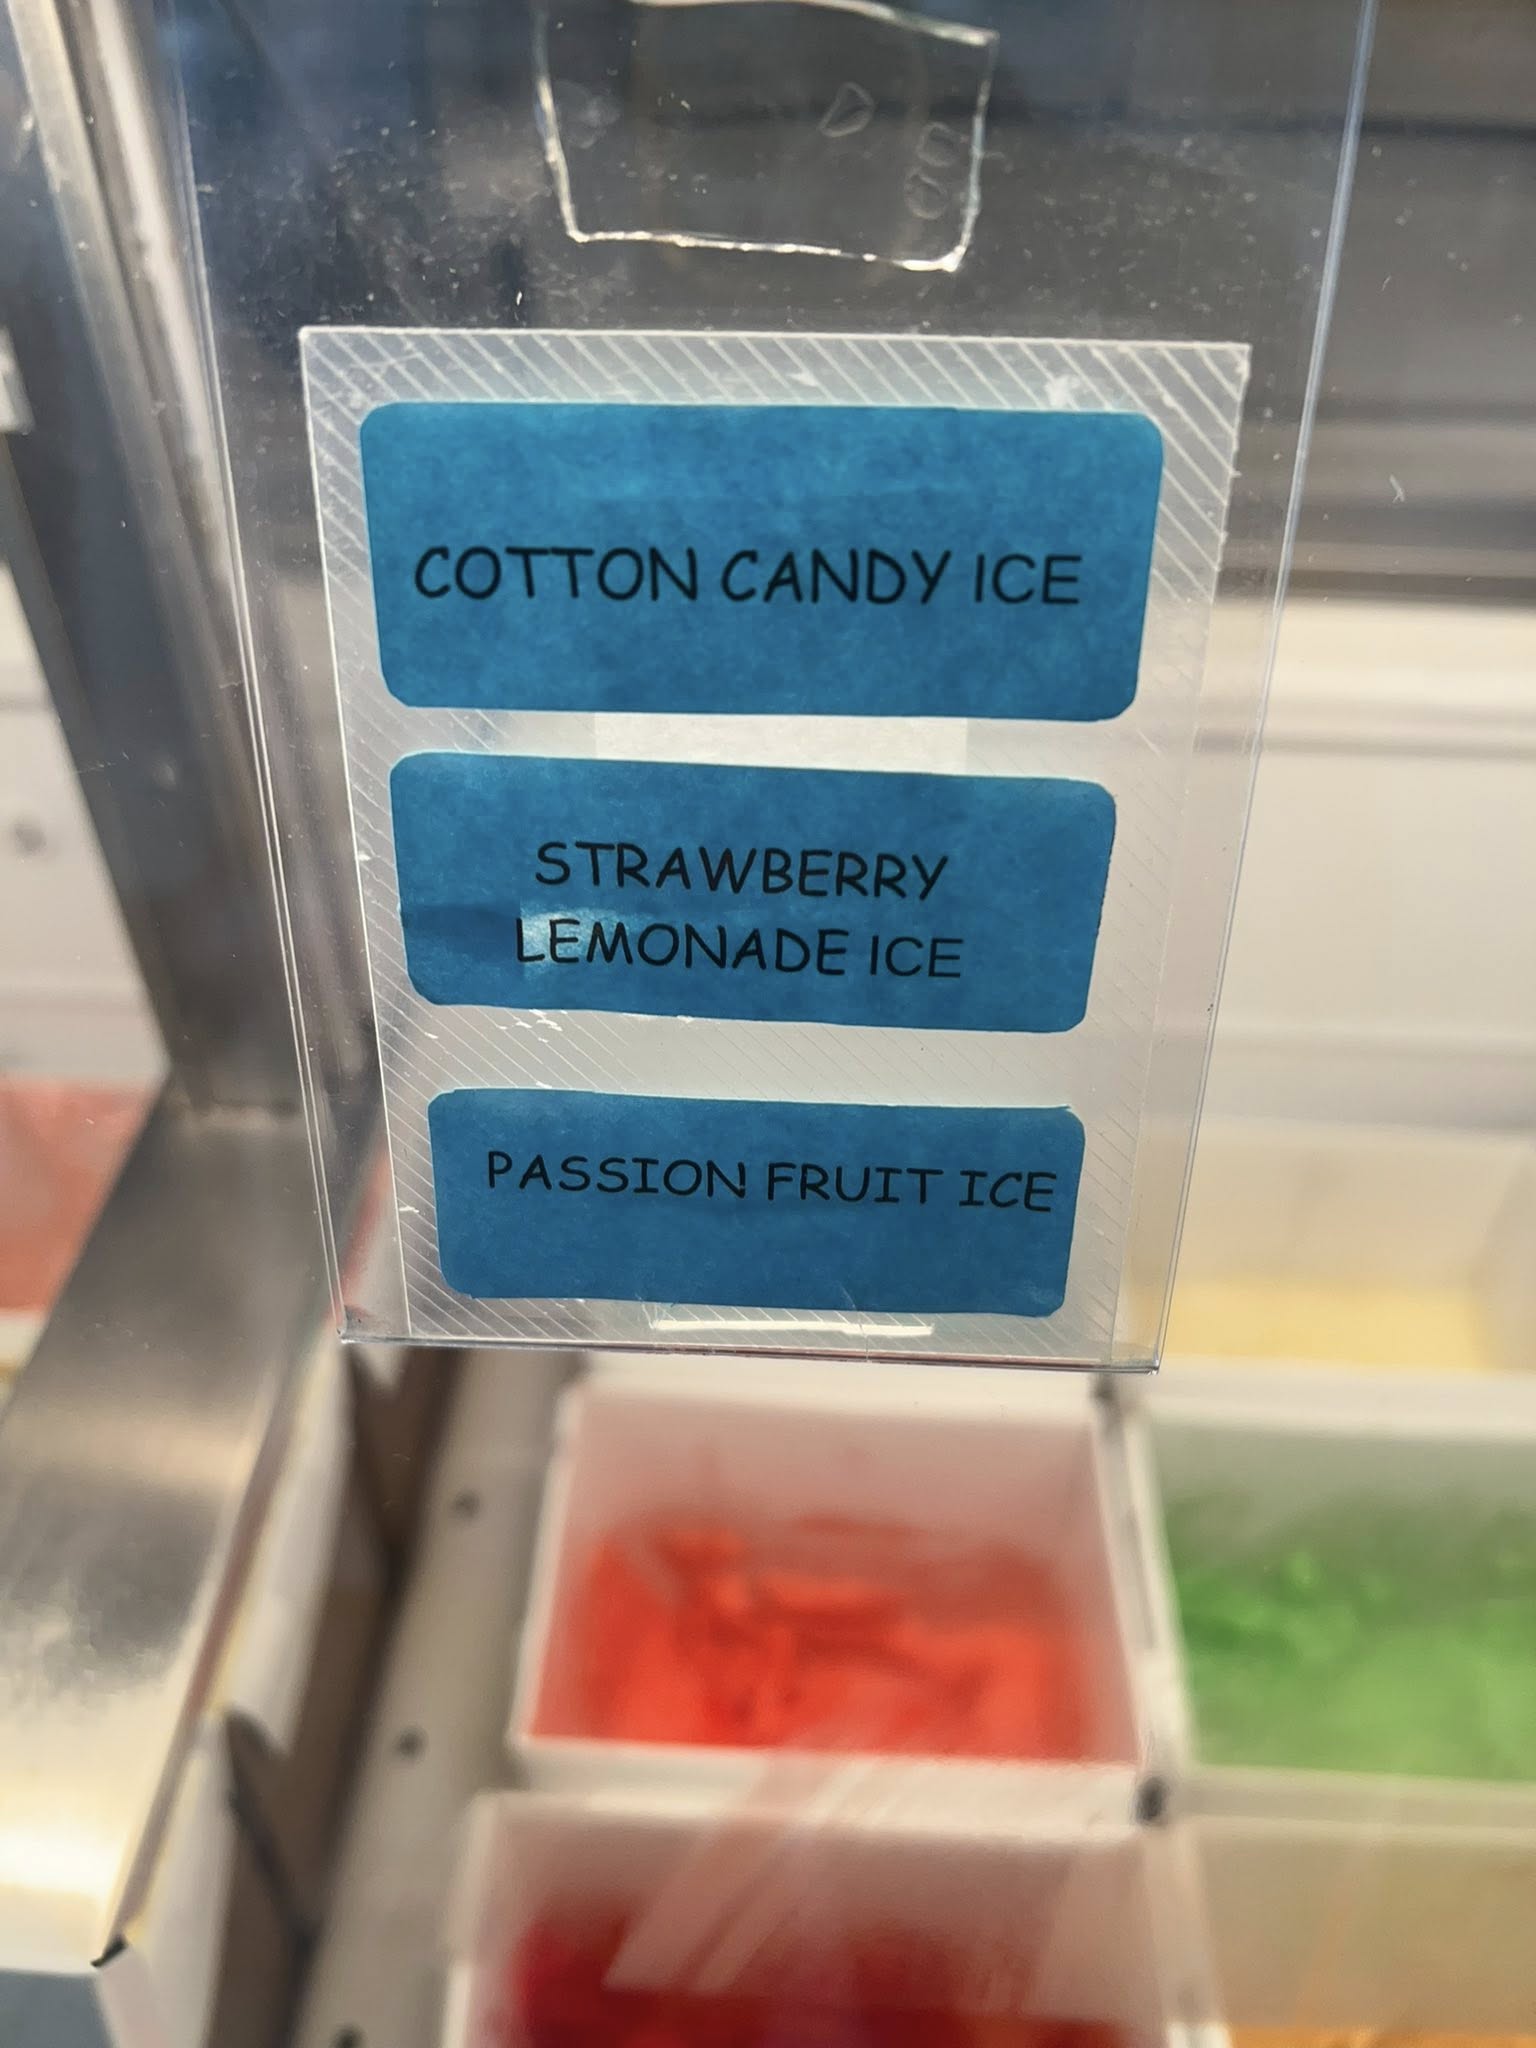 COTTON CANDY ICE
STRAWBERRY
LEMONADE ICE
PASSION FRUIT ICE